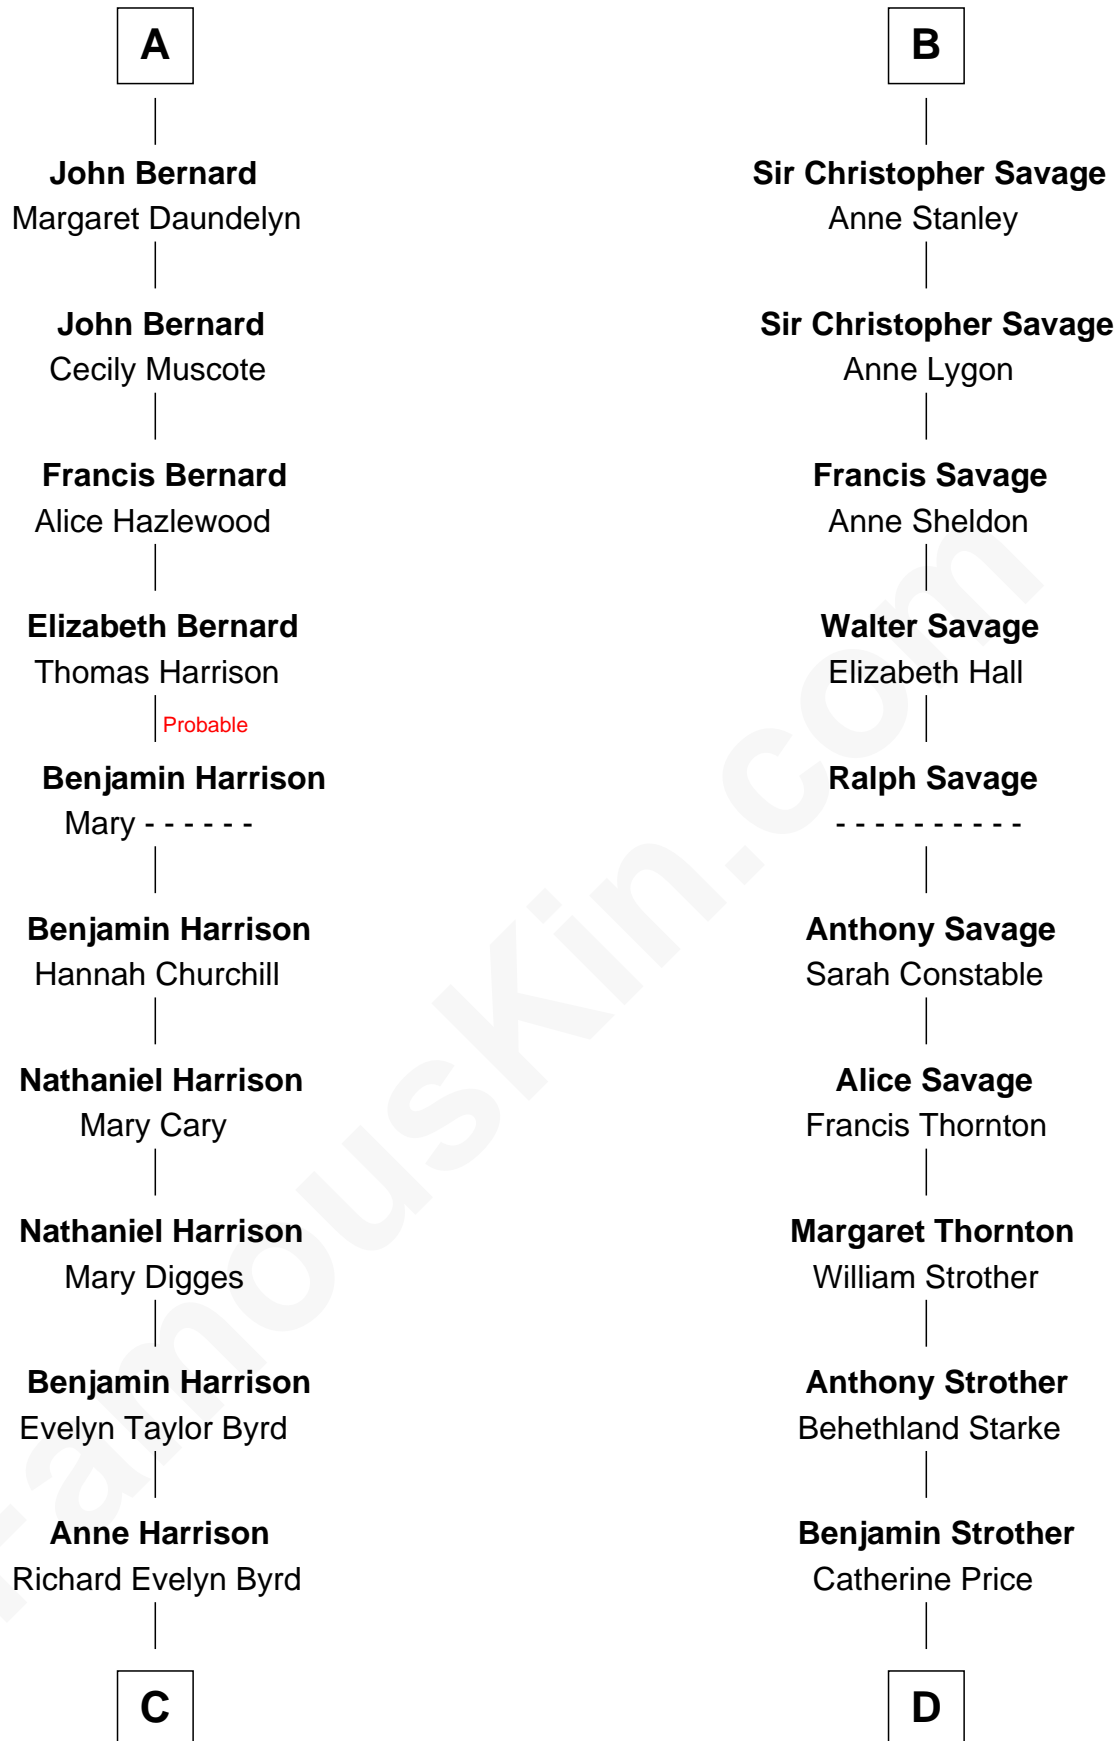 A
John Bernard
Margaret Daundelyn
John Bernard
Cecily Muscote
Francis Bernard
Alice Hazlewood
Elizabeth Bernard
Thomas Harrison
Probable
Benjamin Harrison
Mary - - - - - -
Benjamin Harrison
Hannah Churchill
Nathaniel Harrison
Mary Cary
Nathaniel Harrison
Mary Digges
Benjamin Harrison
Evelyn Taylor Byrd
Anne Harrison
Richard Evelyn Byrd
C
B
Sir Christopher Savage
Anne Stanley
Sir Christopher Savage
Anne Lygon
Francis Savage
Anne Sheldon
Walter Savage
Elizabeth Hall
Ralph Savage
- - - - - - - - - -
Anthony Savage
Sarah Constable
Alice Savage
Francis Thornton
Margaret Thornton
William Strother
Anthony Strother
Behethland Starke
Benjamin Strother
Catherine Price
D
FamousKin.com